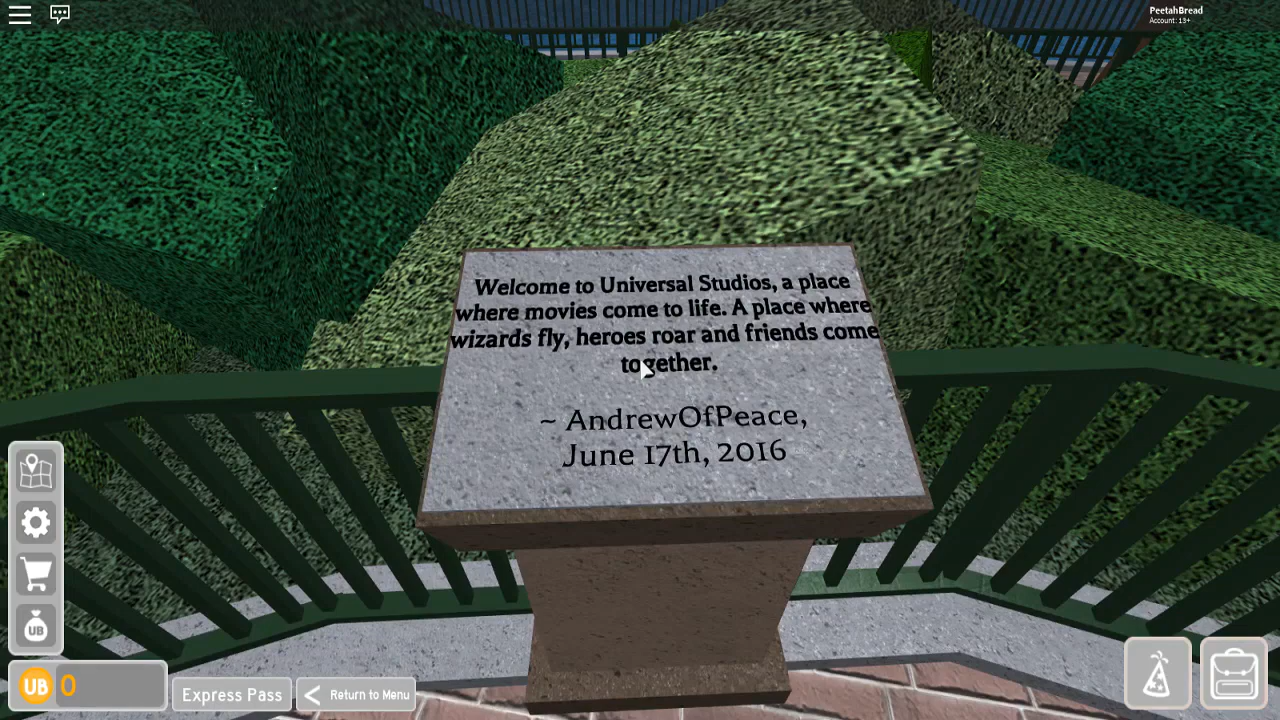 PeetahBread
Account: 13+
Welcome to Universal Studios, a place
where movies come to life. A place where
wizards fly, heroes roar and friends come
together.
~ AndrewOfPeace,
June 17th, 2016
UB
UB 0
Express Pass
< Return to Menu